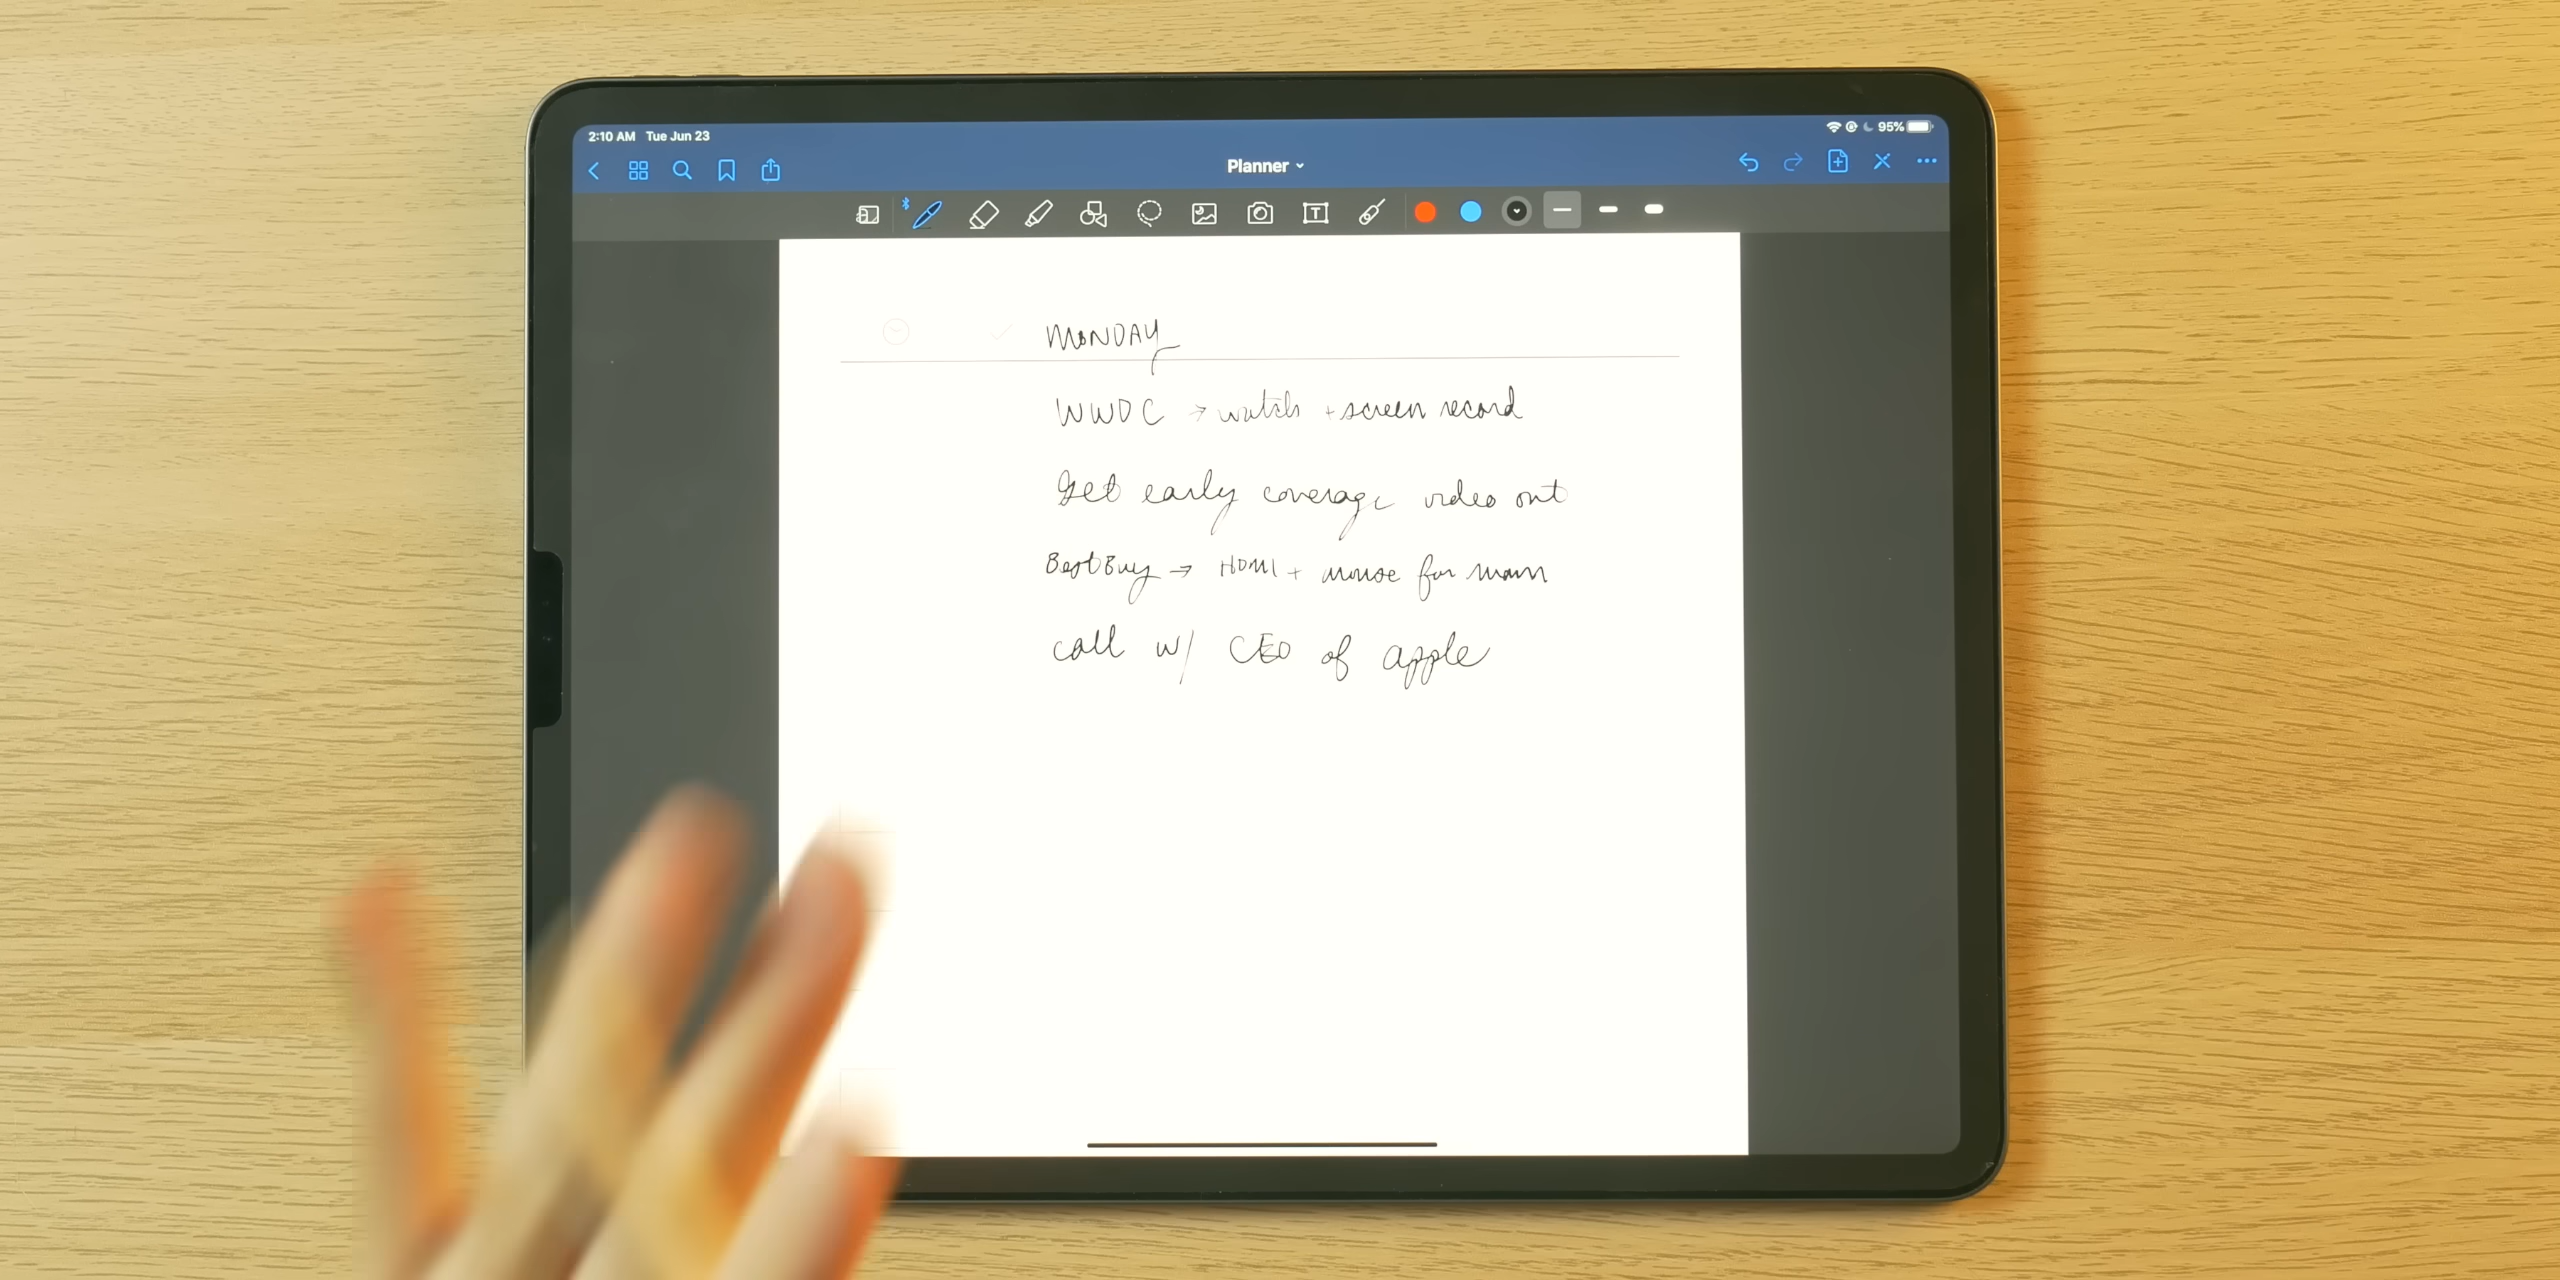 2:10 AM Tue Jun 23
95%
Planner
T
MONDAY
WWDC → watch + screen record
Get early coverage video out
BestBuy → HDMI + mouse for mam
call w/ CEO of apple